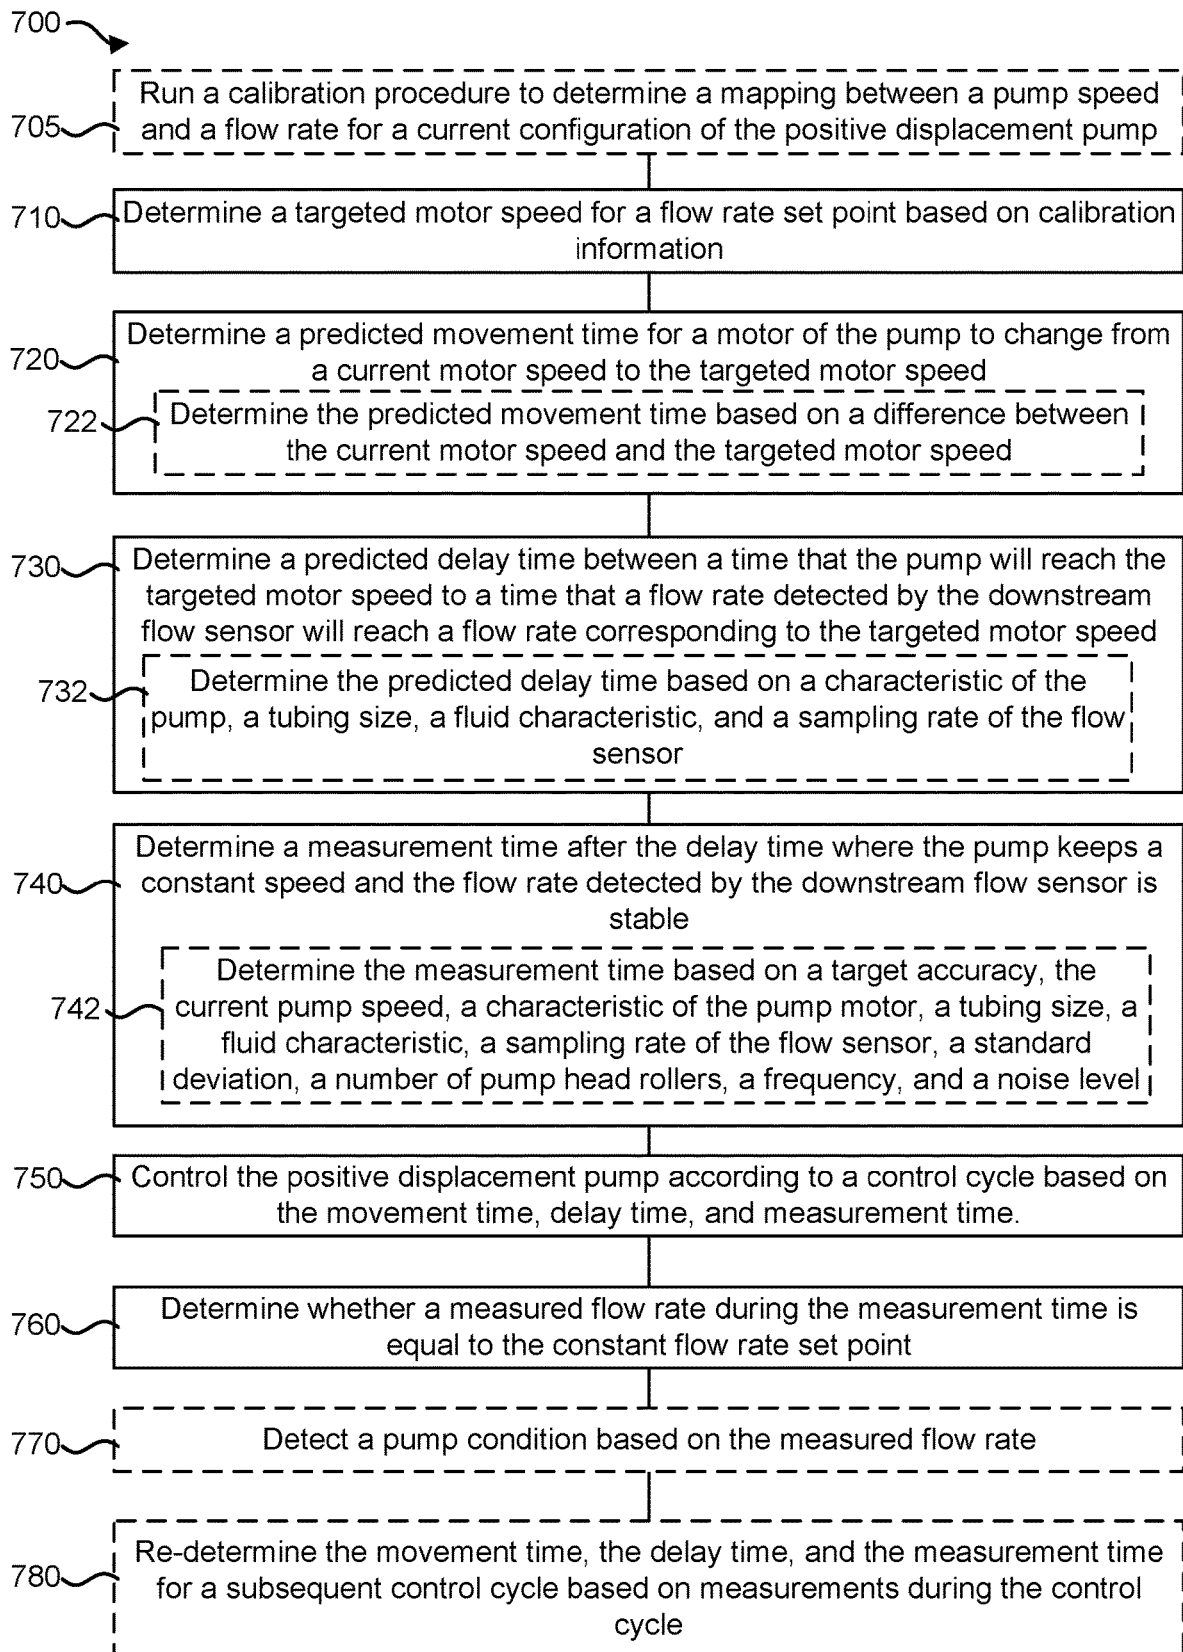 700
705
Run a calibration procedure to determine a mapping between a pump speed
and a flow rate for a current configuration of the positive displacement pump
710
Determine a targeted motor speed for a flow rate set point based on calibration
information
720
Determine a predicted movement time for a motor of the pump to change from
a current motor speed to the targeted motor speed
722
Determine the predicted movement time based on a difference between
the current motor speed and the targeted motor speed
730
Determine a predicted delay time between a time that the pump will reach the
targeted motor speed to a time that a flow rate detected by the downstream
flow sensor will reach a flow rate corresponding to the targeted motor speed
732
Determine the predicted delay time based on a characteristic of the
pump, a tubing size, a fluid characteristic, and a sampling rate of the flow
sensor
740
Determine a measurement time after the delay time where the pump keeps a
constant speed and the flow rate detected by the downstream flow sensor is
stable
742
Determine the measurement time based on a target accuracy, the
current pump speed, a characteristic of the pump motor, a tubing size, a
fluid characteristic, a sampling rate of the flow sensor, a standard
deviation, a number of pump head rollers, a frequency, and a noise level
750
Control the positive displacement pump according to a control cycle based on
the movement time, delay time, and measurement time.
760
Determine whether a measured flow rate during the measurement time is
equal to the constant flow rate set point
770
Detect a pump condition based on the measured flow rate
780
Re-determine the movement time, the delay time, and the measurement time
for a subsequent control cycle based on measurements during the control
cycle